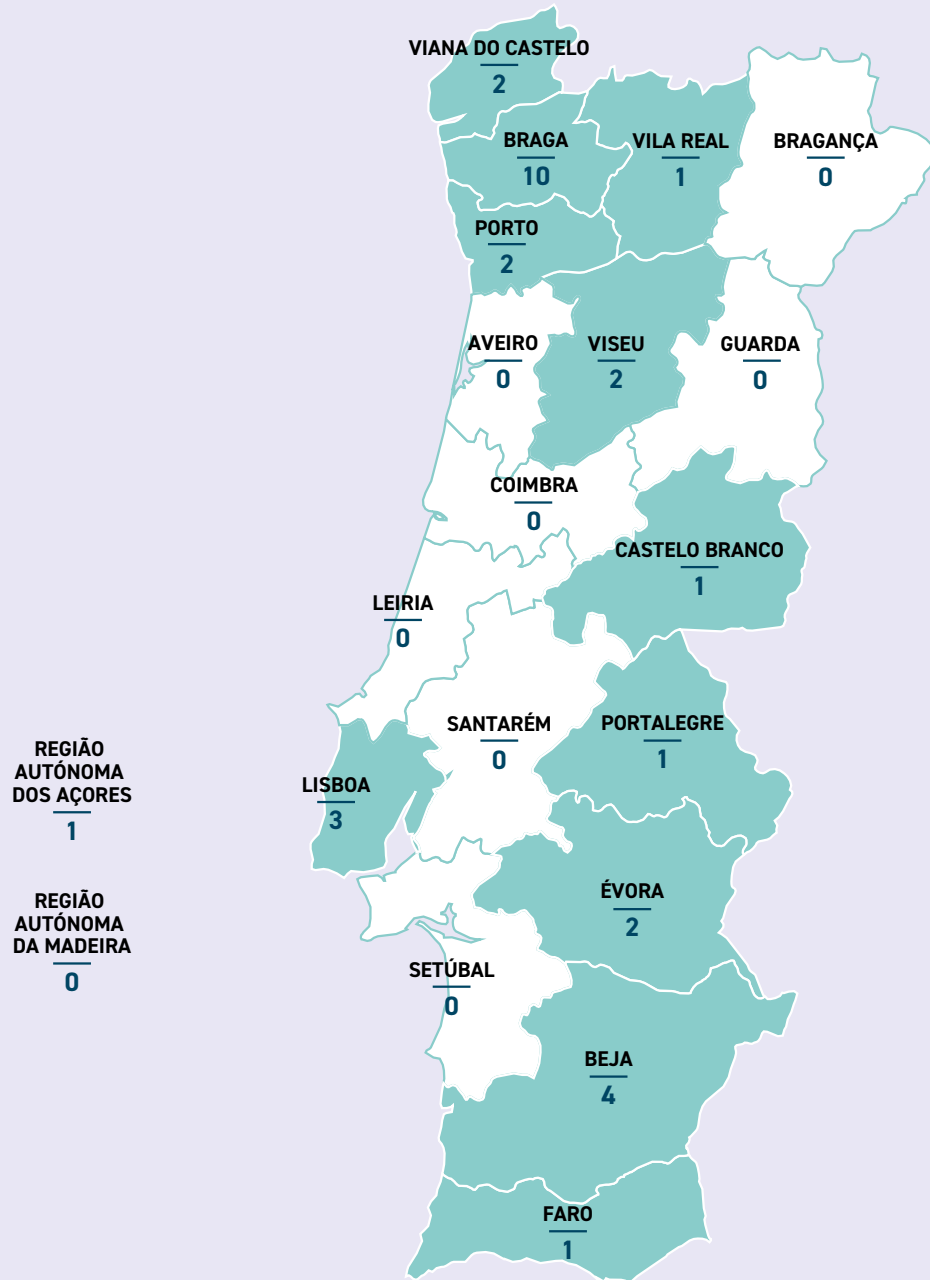 VIANA DO CASTELO
2
BRAGA
10
VILA REAL
1
BRAGANÇA
0
PORTO
2
AVEIRO
0
VISEU
2
GUARDA
0
COIMBRA
0
CASTELO BRANCO
1
LEIRIA
0
SANTARÉM
0
PORTALEGRE
1
REGIÃO
AUTÓNOMA
DOS AÇORES
1
LISBOA
3
REGIÃO
AUTÓNOMA
DA MADEIRA
0
ÉVORA
2
SETÚBAL
0
BEJA
4
FARO
1